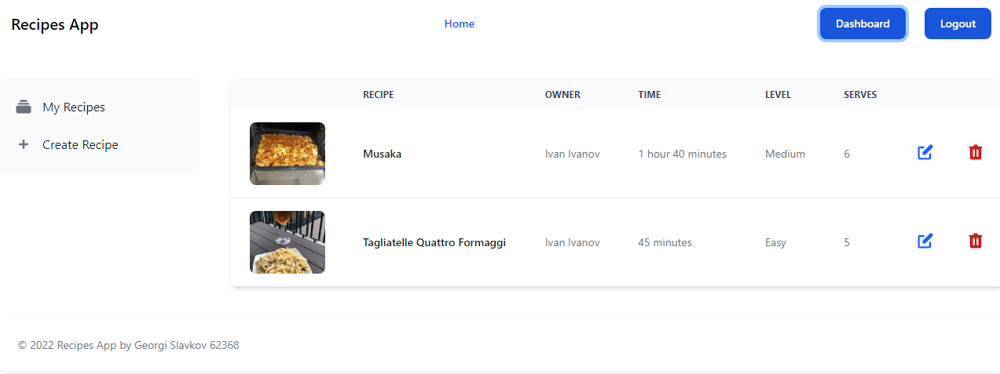 Recipes App Home Dashboard Logout
My Recipes
Create Recipe
RECIPE OWNER TIME LEVEL SERVES
Musaka Ivan Ivanov 1 hour 40 minutes Medium 6
Tagliatelle Quattro Formaggi Ivan Ivanov 45 minutes Easy 5
© 2022 Recipes App by Georgi Slavkov 62368